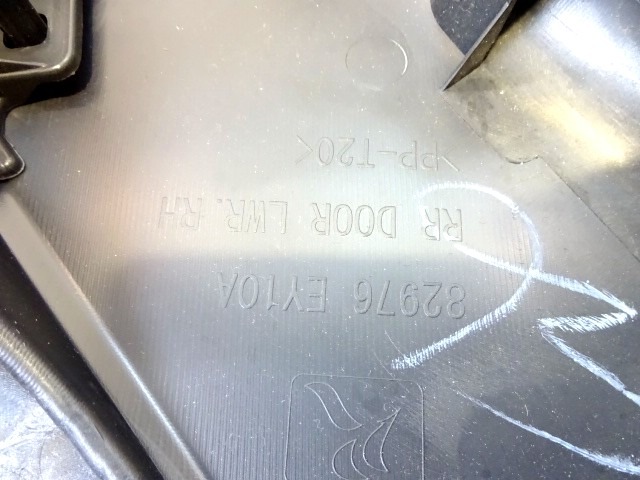 82976 EY10A
RR DOOR LWR. RH
>PP-T20<